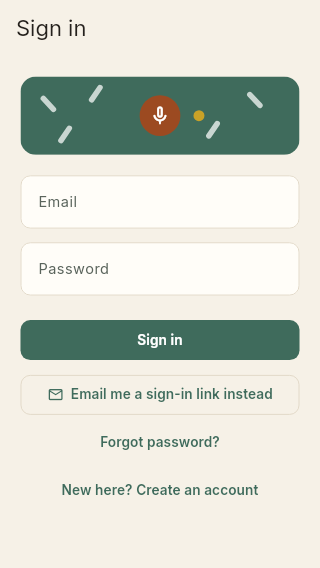 Sign in
Email
Password
Sign in
Email me a sign-in link instead
Forgot password?
New here? Create an account